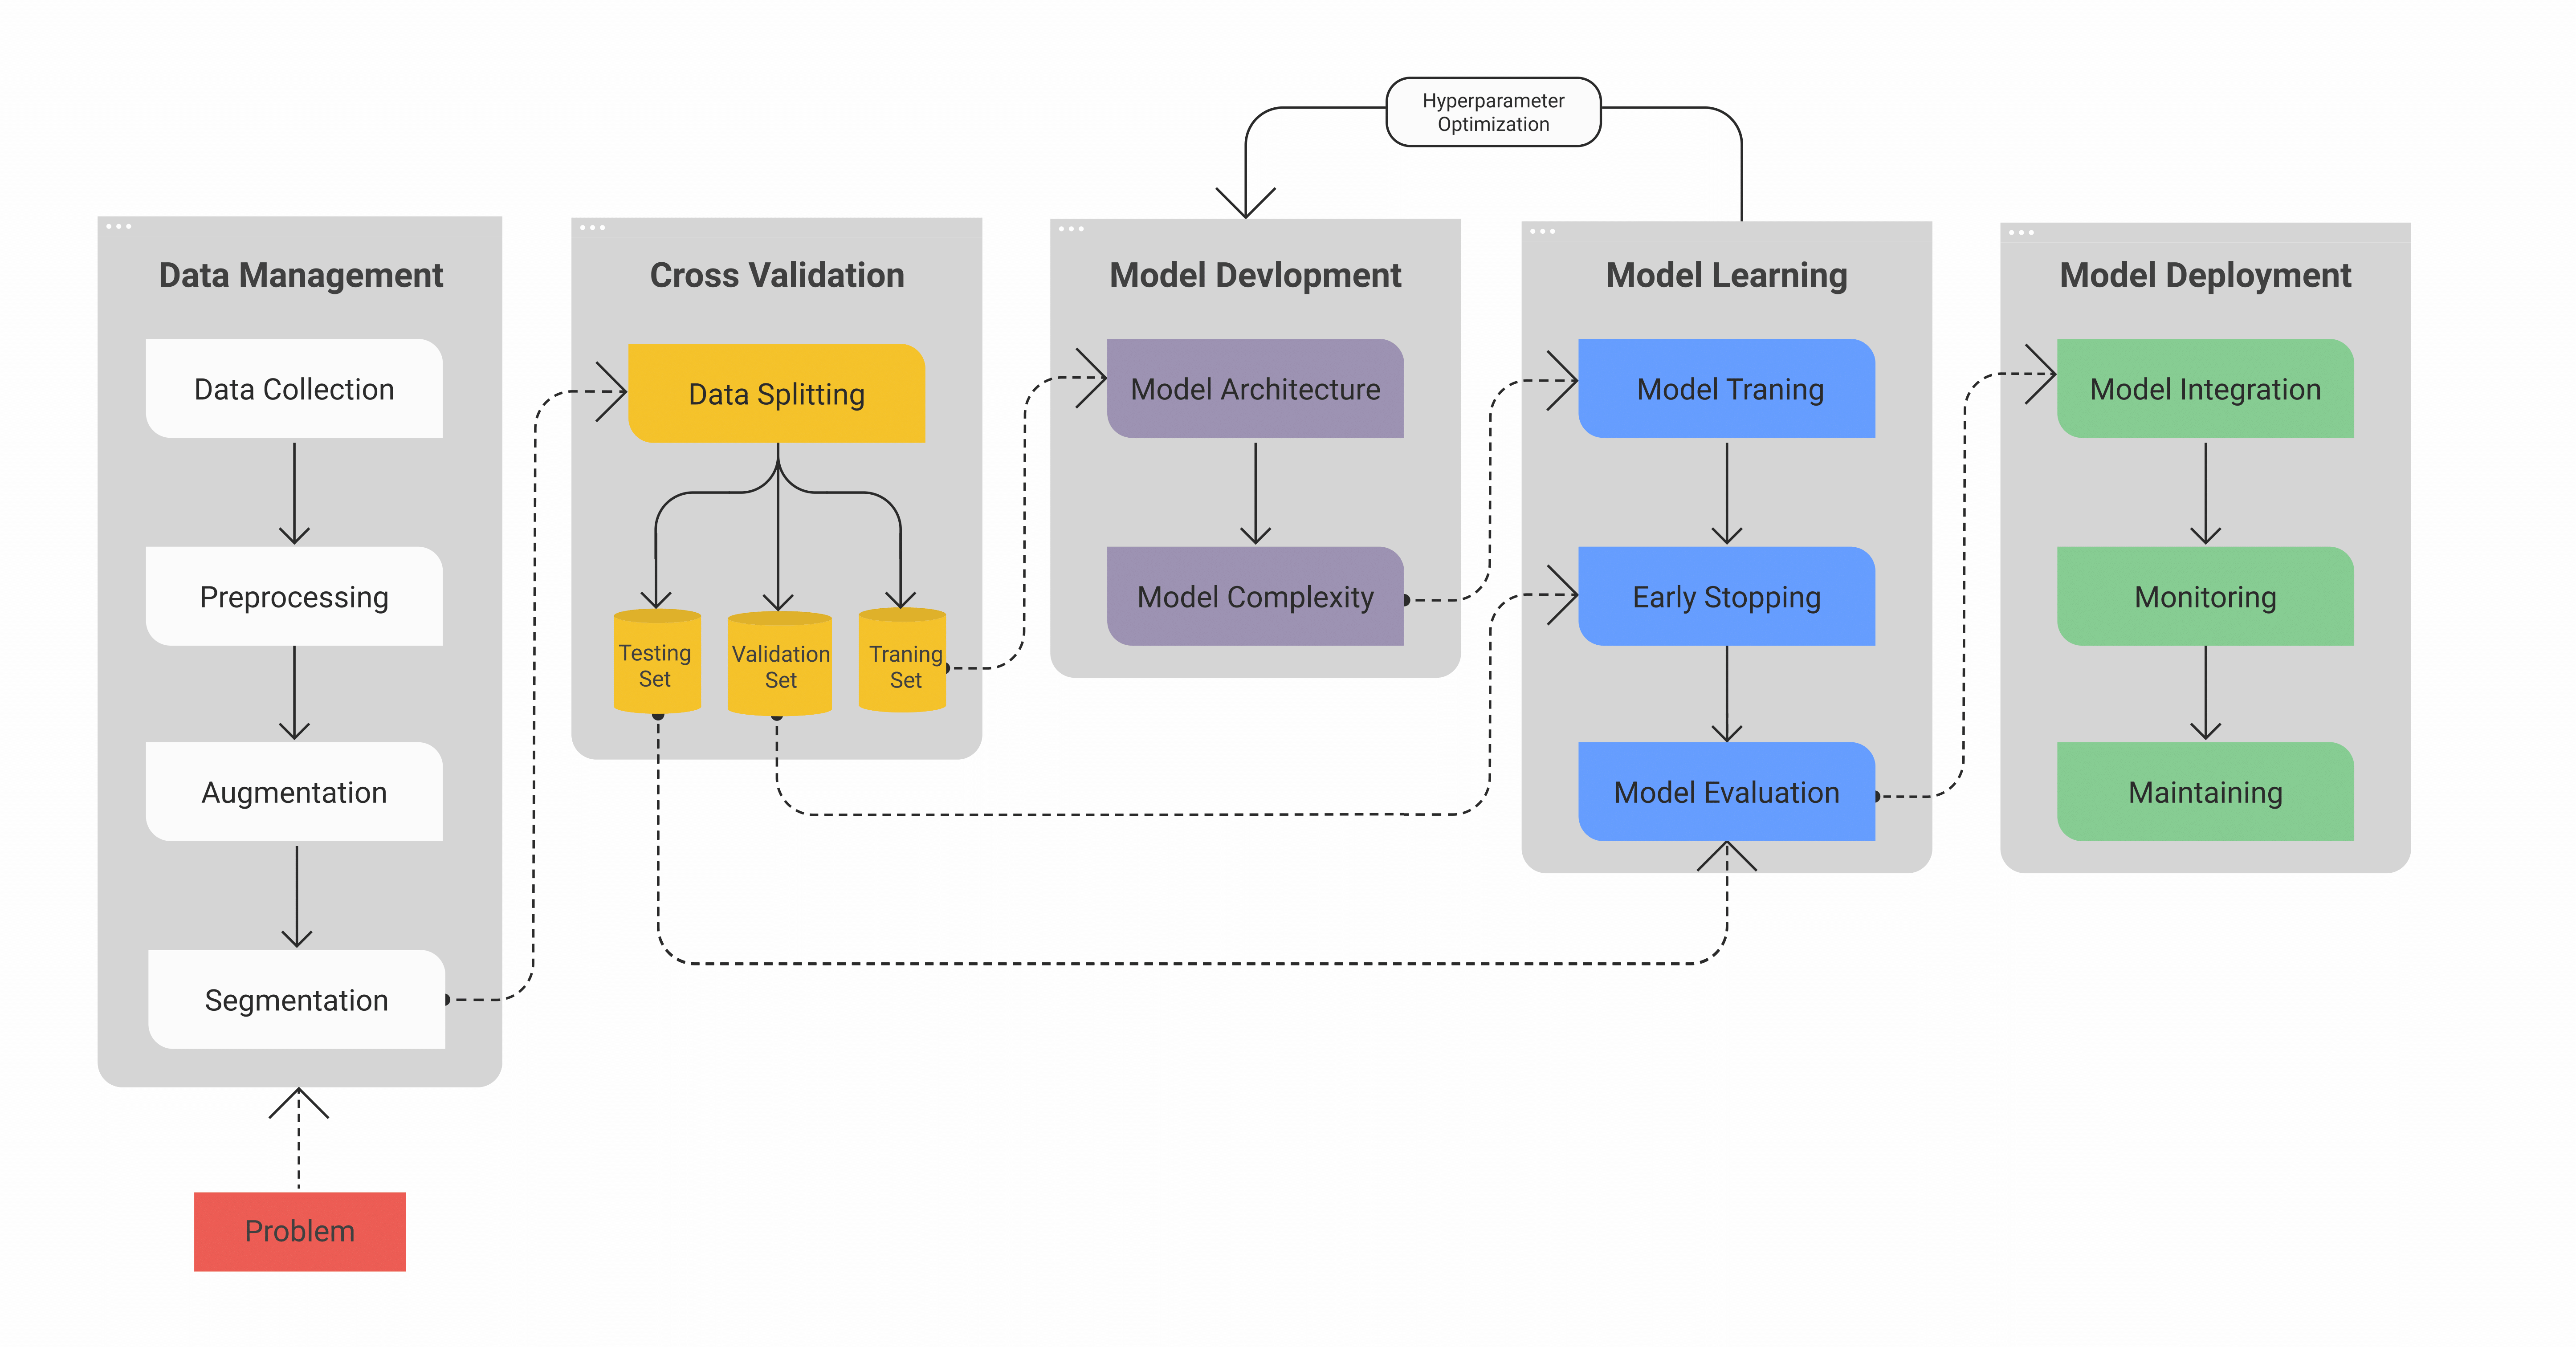 Hyperparameter
Optimization
Data Management
Data Collection
Preprocessing
Augmentation
Segmentation
Problem
Cross Validation
Data Splitting
Testing
Set
Validation
Set
Traning
Set
Model Devlopment
Model Architecture
Model Complexity
Model Learning
Model Traning
Early Stopping
Model Evaluation
Model Deployment
Model Integration
Monitoring
Maintaining